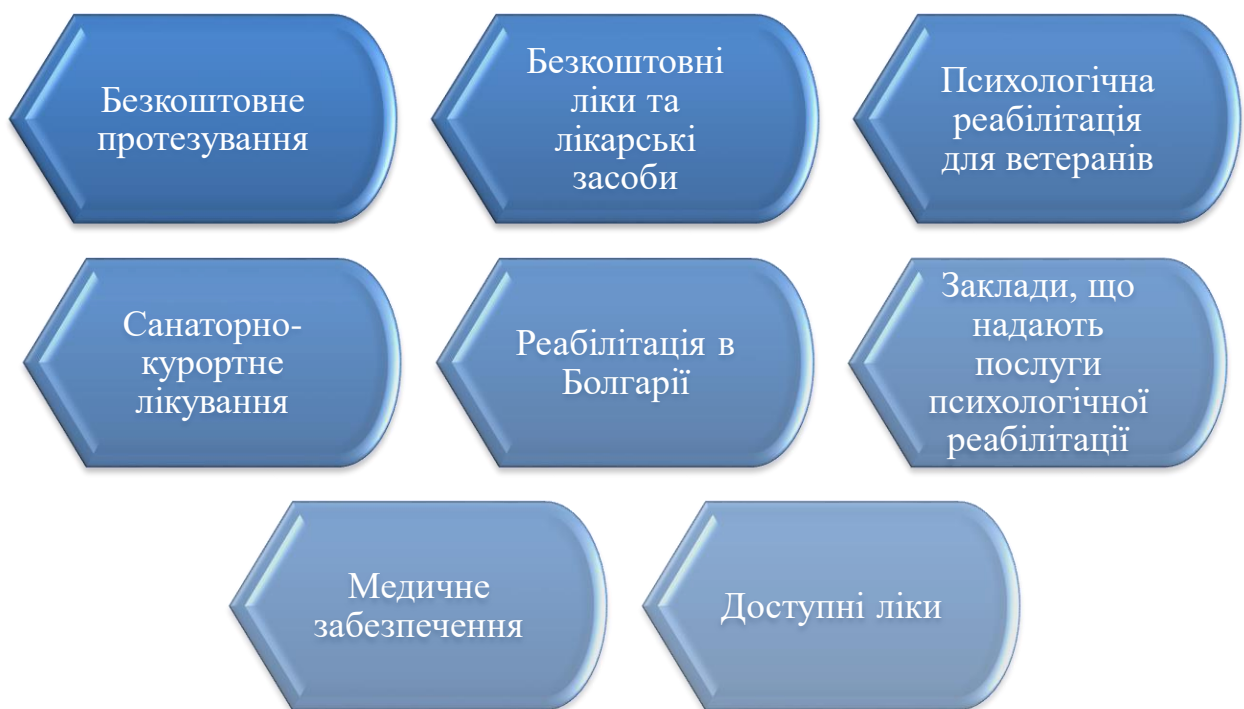 Безкоштовне
протезування
Безкоштовні
ліки та
лікарські
засоби
Психологічна
реабілітація
для ветеранів
Санаторно-
курортне
лікування
Реабілітація в
Болгарії
Заклади, що
надають
послуги
психологічної
реабілітації
Медичне
забезпечення
Доступні ліки